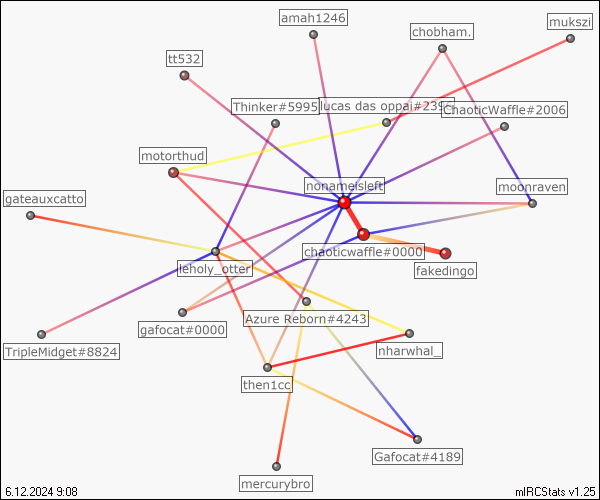 amah1246
mukszi
chobham.
tt532
Thinker#5995
lucas das oppai#2395
ChaoticWaffle#2006
motorthud
nonameisleft
moonraven
gateauxcatto
chaoticwaffle#0000
leholy_otter
fakedingo
gafocat#0000
Azure Reborn#4243
TripleMidget#8824
nharwhal_
then1cc
Gafocat#4189
mercurybro
6.12.2024 9:08
mIRCStats v1.25